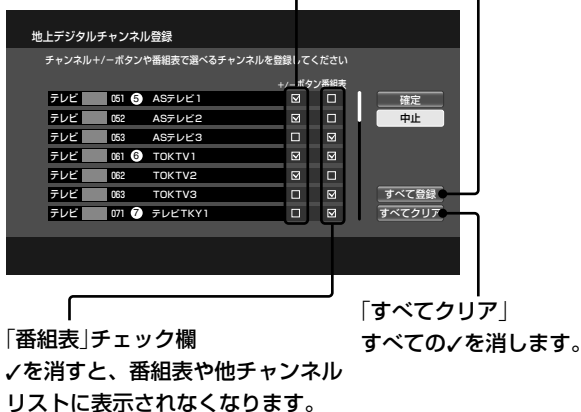 地上デジタルチャンネル登録
チャンネル+/−ボタンや番組表で選べるチャンネルを登録してください
+/−ボタン番組表
テレビ 051 5 ASテレビ1
確定
テレビ 052 ASテレビ2
中止
テレビ 053 ASテレビ3
テレビ 061 6 TOKTV1
テレビ 062 TOKTV2
テレビ 063 TOKTV3
すべて登録
テレビ 071 7 テレビTKY1
すべてクリア
「番組表」チェック欄
✓を消すと、番組表や他チャンネル
リストに表示されなくなります。
「すべてクリア」
すべての✓を消します。